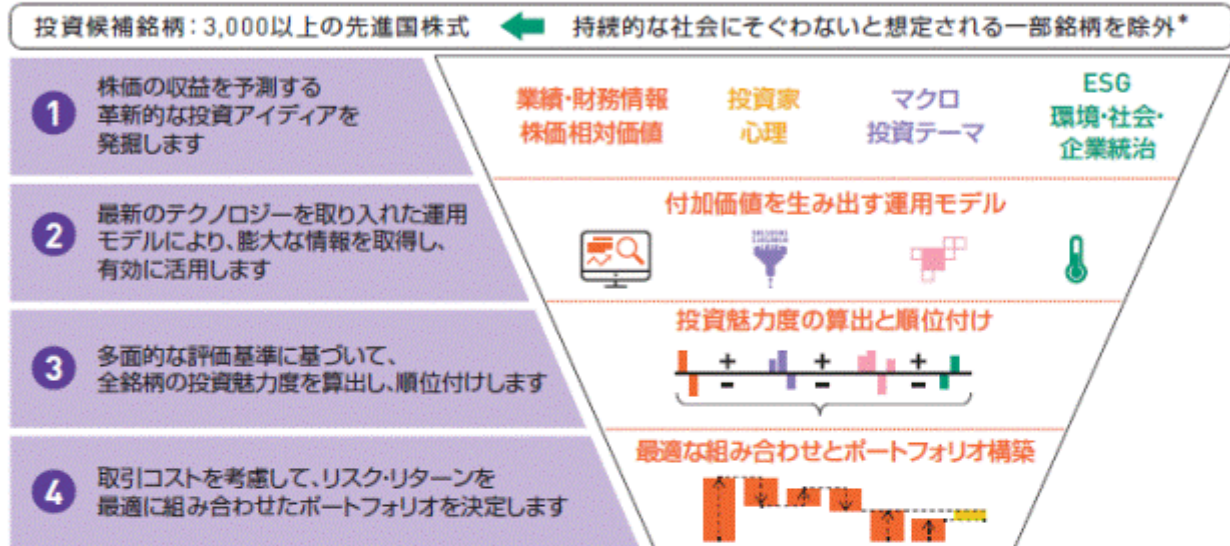 投資候補銘柄：3,000以上の先進国株式
持続的な社会にそぐわないと想定される一部銘柄を除外*
1
株価の収益を予測する
革新的な投資アイディアを
発掘します
業績・財務情報
株価相対価値
投資家
心理
マクロ
投資テーマ
ESG
環境・社会・
企業統治
2
最新のテクノロジーを取り入れた運用
モデルにより、膨大な情報を取得し、
有効に活用します
付加価値を生み出す運用モデル
3
多面的な評価基準に基づいて、
全銘柄の投資魅力度を算出し、順位付けします
投資魅力度の算出と順位付け
+ + +
− − −
4
取引コストを考慮して、リスク・リターンを
最適に組み合わせたポートフォリオを決定します
最適な組み合わせとポートフォリオ構築